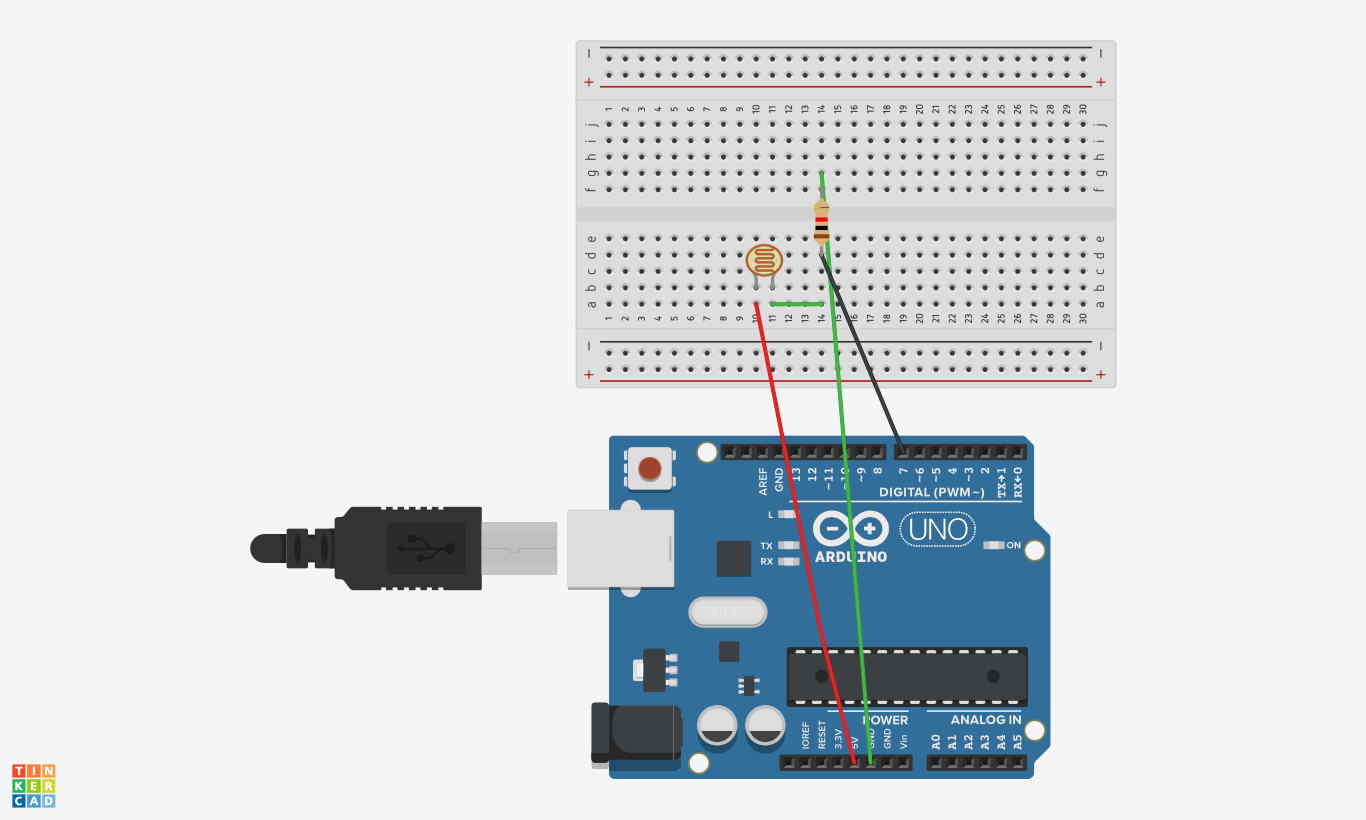 − −
+ +
1 2 3 4 5 6 7 8 9 10 11 12 13 14 15 16 17 18 19 20 21 22 23 24 25 26 27 28 29 30
j j
i i
h h
g g
f f
e e
d d
c c
b b
a a
1 2 3 4 5 6 7 8 9 10 11 12 13 14 15 16 17 18 19 20 21 22 23 24 25 26 27 28 29 30
− −
+ +
AREF GND 13 12 ~11 ~10 ~9 8 7 ~6 ~5 4 ~3 2 TX→1 RX←0
DIGITAL (PWM~)
L
TX
RX
ARDUINO
UNO
ON
POWER
ANALOG IN
IOREF RESET 3.3V 5V GND GND Vin A0 A1 A2 A3 A4 A5
TIN
KER
CAD